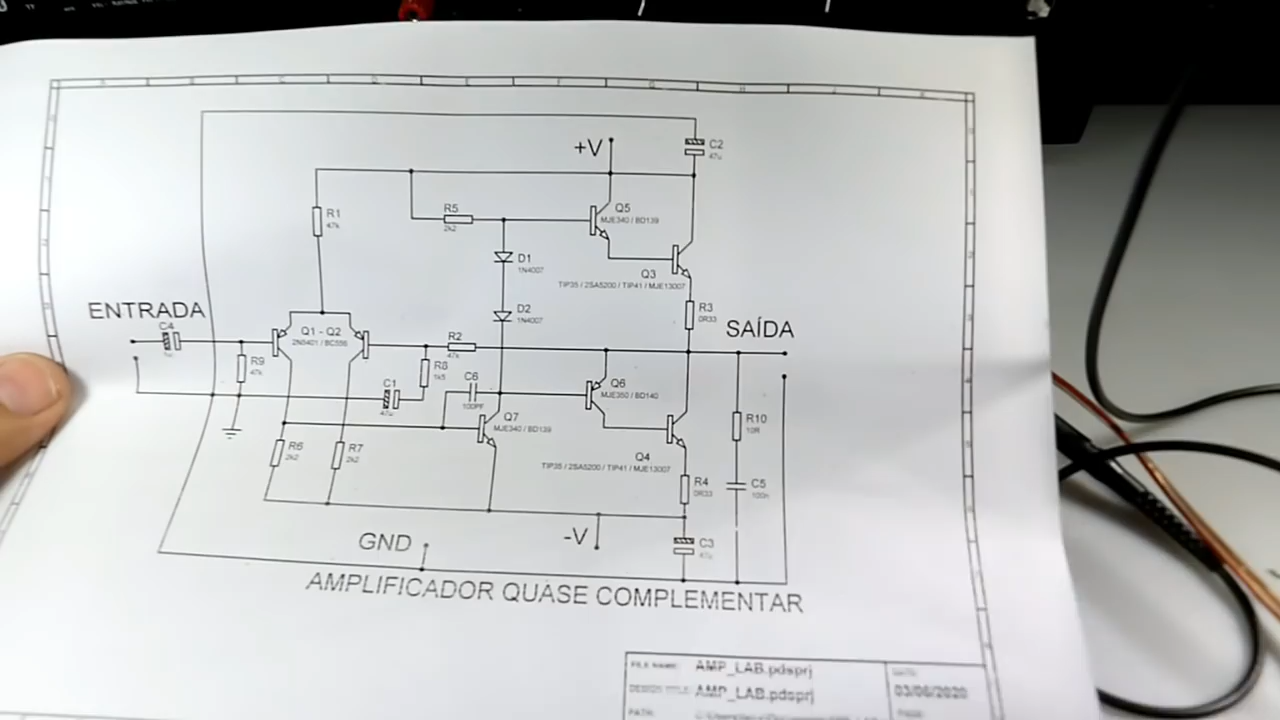 +V
C2
47u
R1
47k
R5
2k2
Q5
MJE340 / BD139
D1
1N4007
Q3
TIP35 / 2SA5200 / TIP41 / MJE13007
ENTRADA
C4
D2
1N4007
R3
0R33
SAÍDA
Q1 - Q2
2N5401 / BC556
R2
47k
R9
47k
R8
1k5
C1
47u
C6
100PF
Q6
MJE350 / BD140
R10
10R
Q7
MJE340 / BD139
R6
2k2
R7
2k2
Q4
TIP35 / 2SA5200 / TIP41 / MJE13007
R4
0R33
C5
100n
GND
-V
C3
47u
AMPLIFICADOR QUASE COMPLEMENTAR
FILE NAME: AMP_LAB.pdsprj
DESIGN TITLE: AMP_LAB.pdsprj
PATH:
DATE:
03/06/2020
PAGE: